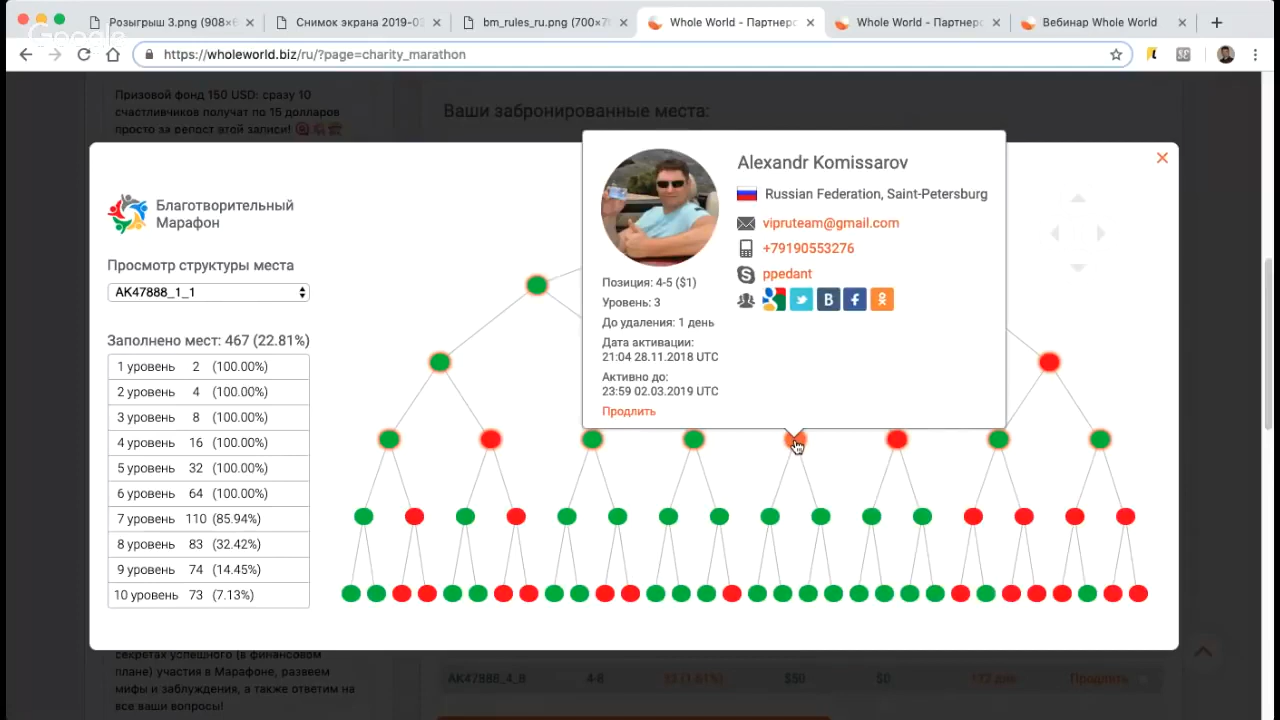 Розыгрыш 3.png (908×6
Снимок экрана 2019-03
bm_rules_ru.png (700×7
Whole World - Партнерс
Whole World - Партнерс
Вебинар Whole World
Google
https://wholeworld.biz/ru/?page=charity_marathon
Призовой фонд 150 USD: сразу 10
счастливчиков получат по 15 долларов
просто за репост этой записи!
Ваши забронированные места:
Благотворительный
Марафон
Просмотр структуры места
AK47888_1_1
Заполнено мест: 467 (22.81%)
1 уровень 2 (100.00%)
2 уровень 4 (100.00%)
3 уровень 8 (100.00%)
4 уровень 16 (100.00%)
5 уровень 32 (100.00%)
6 уровень 64 (100.00%)
7 уровень 110 (85.94%)
8 уровень 83 (32.42%)
9 уровень 74 (14.45%)
10 уровень 73 (7.13%)
Alexandr Komissarov
Russian Federation, Saint-Petersburg
vipruteam@gmail.com
+79190553276
ppedant
Позиция: 4-5 ($1)
Уровень: 3
До удаления: 1 день
Дата активации:
21:04 28.11.2018 UTC
Активно до:
23:59 02.03.2019 UTC
Продлить
секретах успешного (в финансовом
плане) участия в Марафоне, развеем
мифы и заблуждения, а также ответим на
все ваши вопросы!
AK47888_4_8 4-8 $50 $0 Продлить